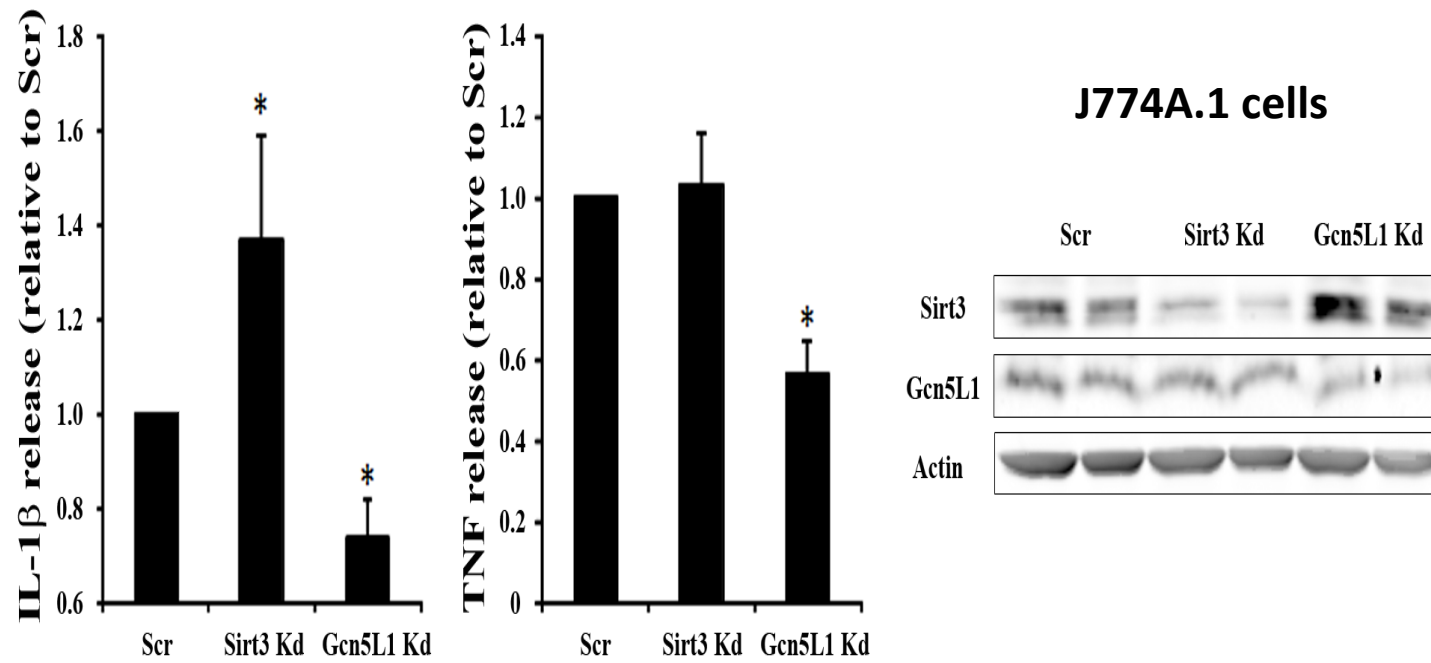 IL-1β release (relative to Scr)
1.8
1.6
1.4
1.2
1.0
0.8
0.6
*
*
Scr
Sirt3 Kd
Gcn5L1 Kd
TNF release (relative to Scr)
1.4
1.2
1.0
0.8
0.6
0.4
0.2
0
*
Scr
Sirt3 Kd
Gcn5L1 Kd
J774A.1 cells
Scr
Sirt3 Kd
Gcn5L1 Kd
Sirt3
Gcn5L1
Actin